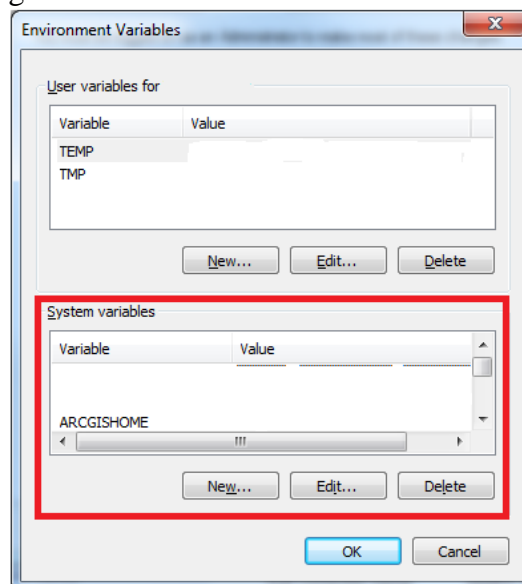 Environment Variables
User variables for
Variable Value
TEMP
TMP
New... Edit... Delete
System variables
Variable Value
ARCGISHOME
New... Edit... Delete
OK Cancel